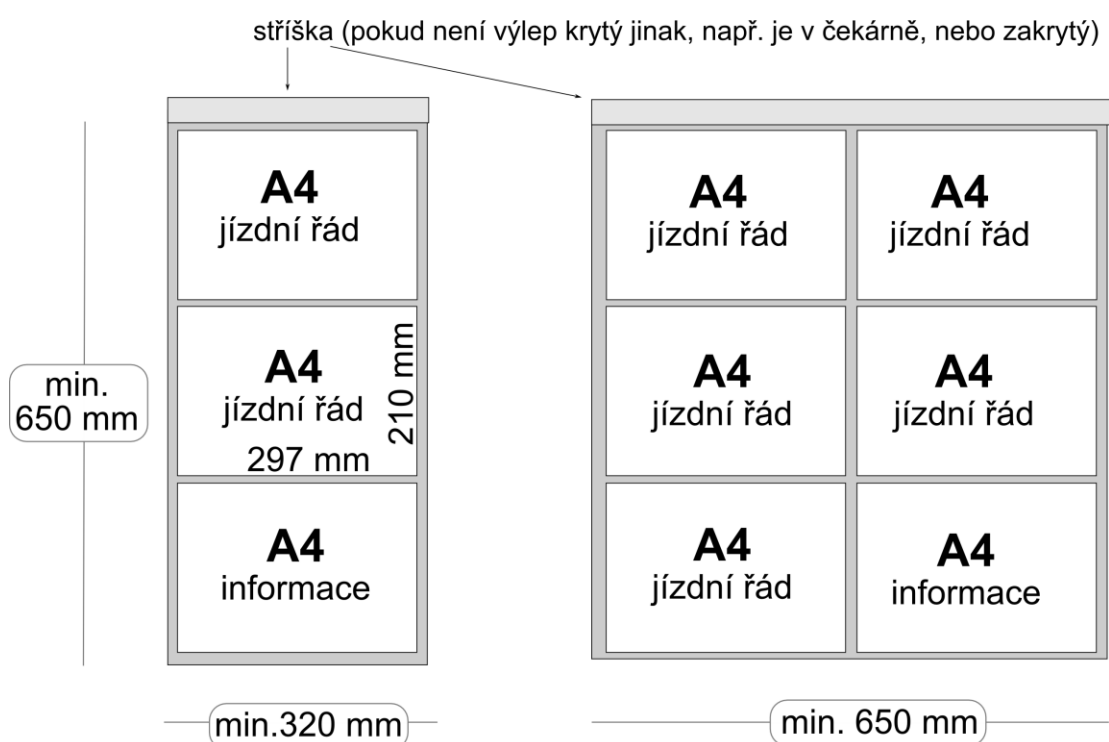 stříška (pokud není výlep krytý jinak, např. je v čekárně, nebo zakrytý)
A4
jízdní řád
A4
jízdní řád
297 mm
210 mm
A4
informace
min.
650 mm
min.320 mm
A4
jízdní řád
A4
jízdní řád
A4
jízdní řád
A4
jízdní řád
A4
jízdní řád
A4
informace
min. 650 mm